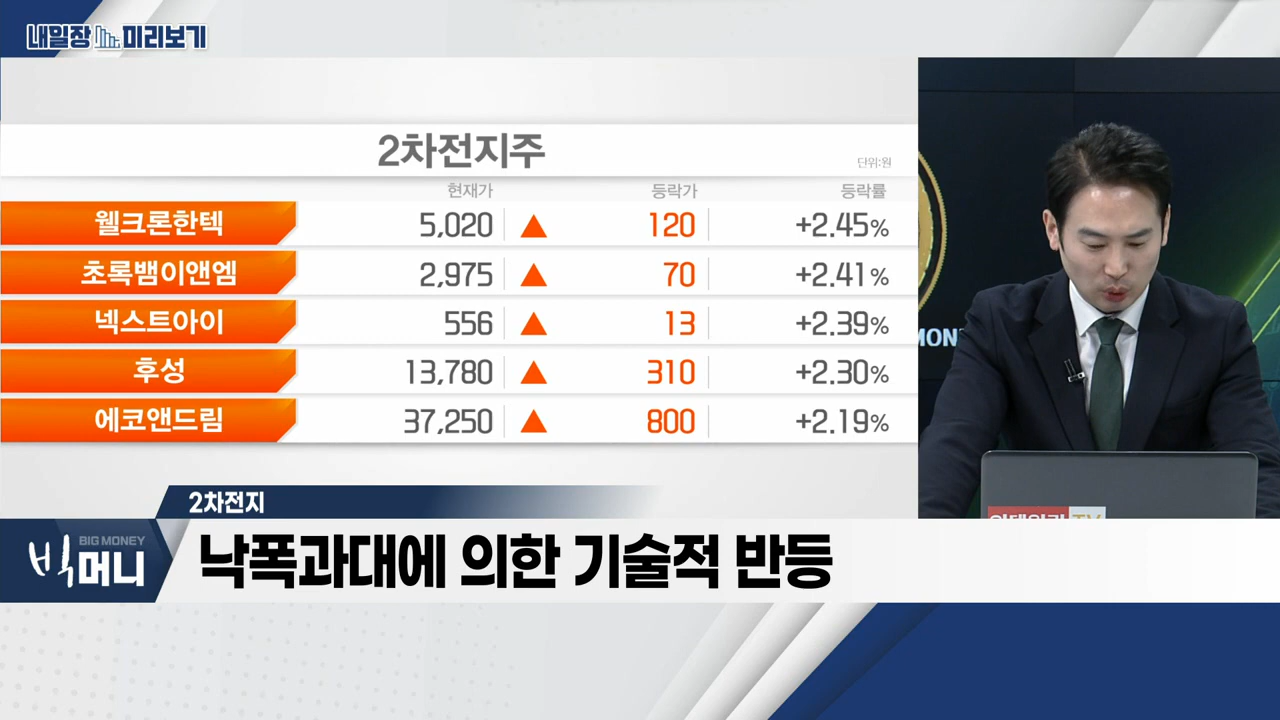 내일장 미리보기
2차전지주
단위:원
현재가 등락가 등락률
웰크론한텍 5,020 ▲ 120 +2.45%
초록뱀이앤엠 2,975 ▲ 70 +2.41%
넥스트아이 556 ▲ 13 +2.39%
후성 13,780 ▲ 310 +2.30%
에코앤드림 37,250 ▲ 800 +2.19%
2차전지
BIG MONEY
빅머니
낙폭과대에 의한 기술적 반등